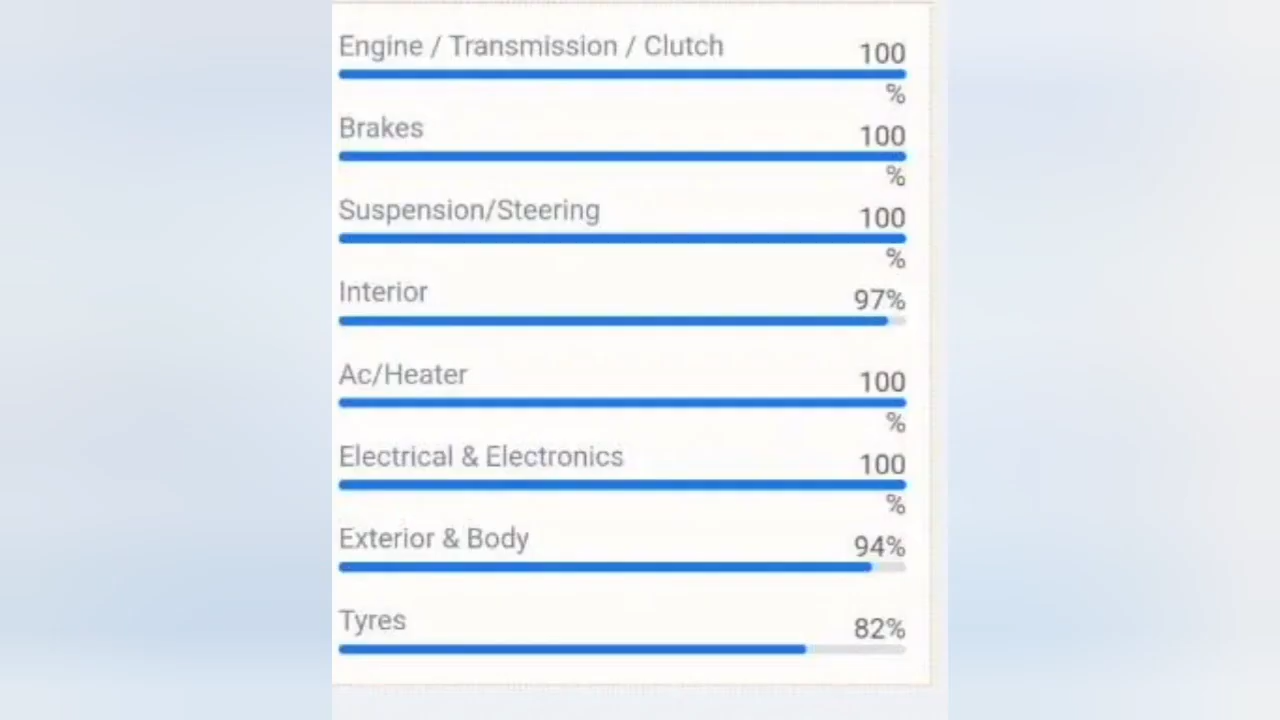 Engine / Transmission / Clutch 100
%
Brakes 100
%
Suspension/Steering 100
%
Interior 97%
Ac/Heater 100
%
Electrical & Electronics 100
%
Exterior & Body 94%
Tyres 82%